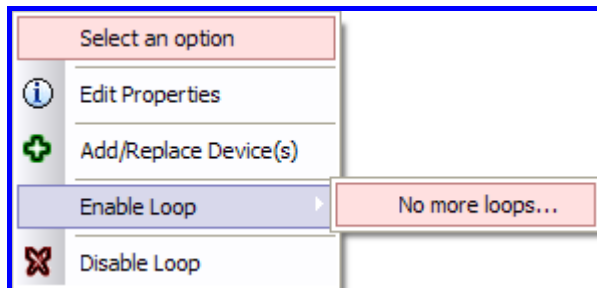 Select an option
Edit Properties
Add/Replace Device(s)
Enable Loop
No more loops...
Disable Loop